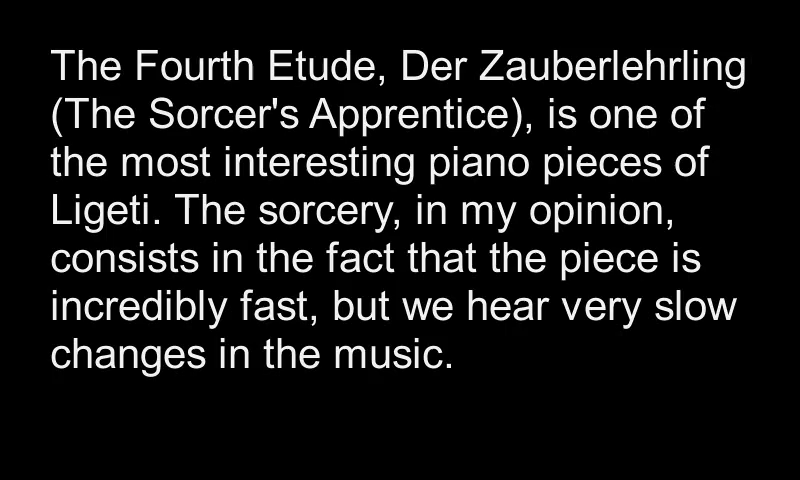 The Fourth Etude, Der Zauberlehrling
(The Sorcer's Apprentice), is one of
the most interesting piano pieces of
Ligeti. The sorcery, in my opinion,
consists in the fact that the piece is
incredibly fast, but we hear very slow
changes in the music.